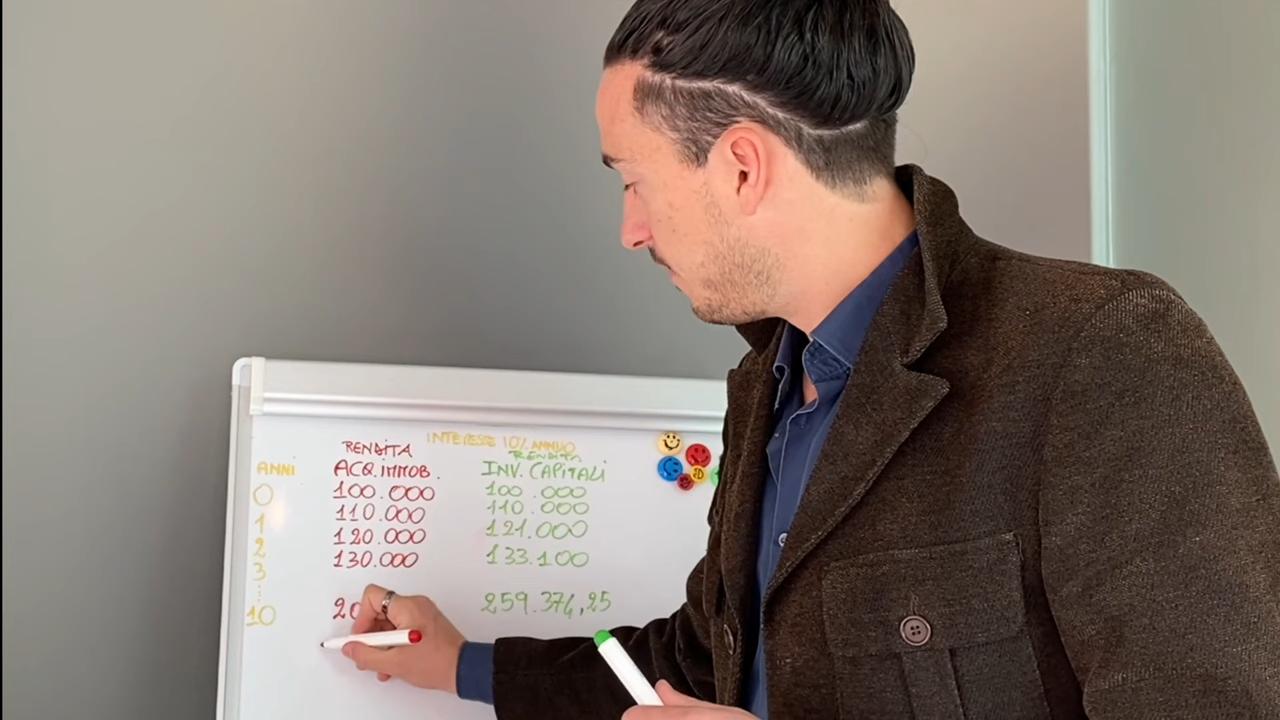 INTERESSE 10% ANNUO
ANNI RENDITA ACQ. IMMOB. RENDITA INV. CAPITALI
0 100.000 100.000
1 110.000 110.000
2 120.000 121.000
3 130.000 133.100
10 20 259.374,25